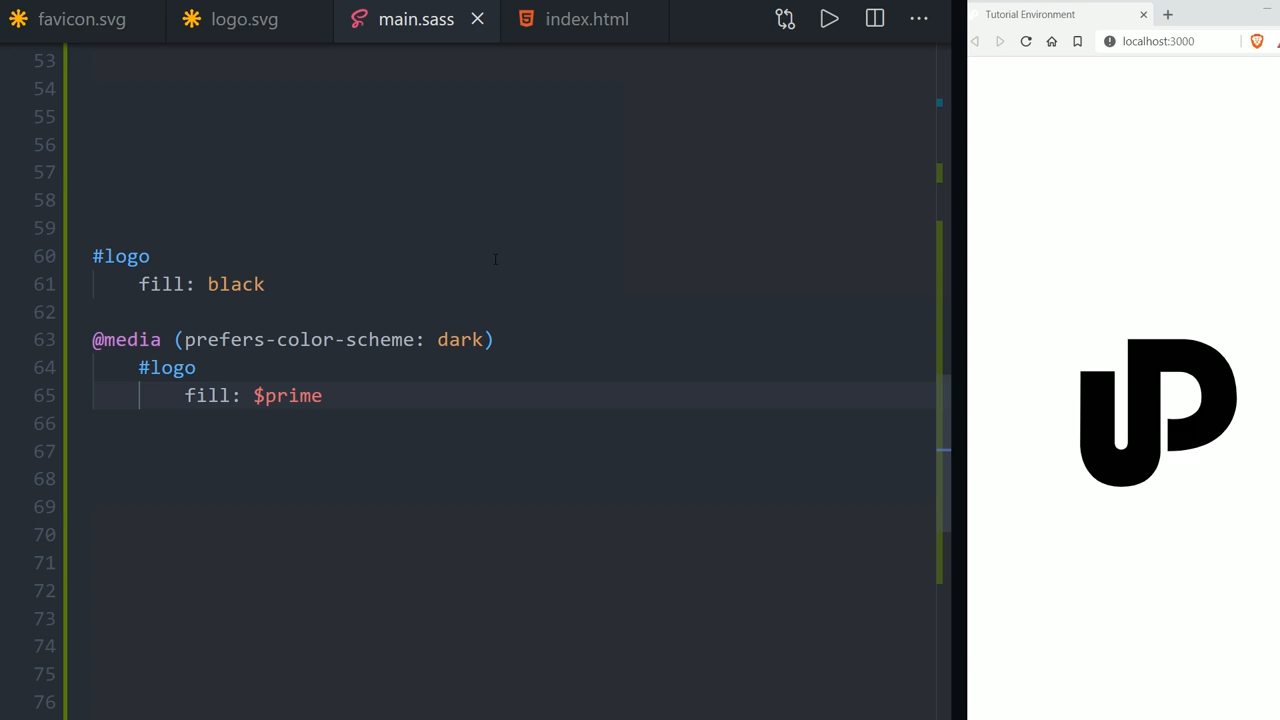 favicon.svg
logo.svg
main.sass
index.html
Tutorial Environment
localhost:3000
53
54
55
56
57
58
59
60 #logo
61 fill: black
62
63 @media (prefers-color-scheme: dark)
64 #logo
65 fill: $prime
66
67
68
69
70
71
72
73
74
75
76